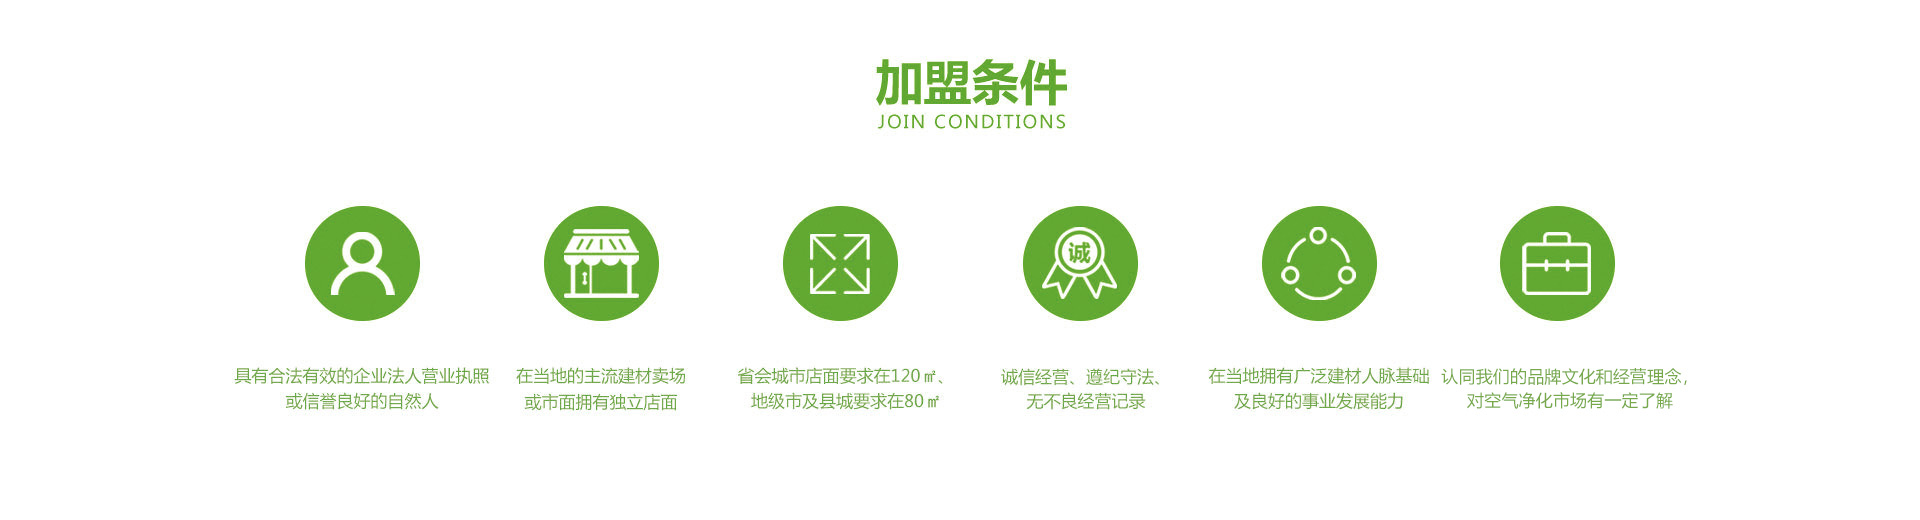 加盟条件
JOIN CONDITIONS
诚
具有合法有效的企业法人营业执照
或信誉良好的自然人
在当地的主流建材卖场
或市面拥有独立店面
省会城市店面要求在120㎡、
地级市及县城要求在80㎡
诚信经营、遵纪守法、
无不良经营记录
在当地拥有广泛建材人脉基础
及良好的事业发展能力
认同我们的品牌文化和经营理念，
对空气净化市场有一定了解